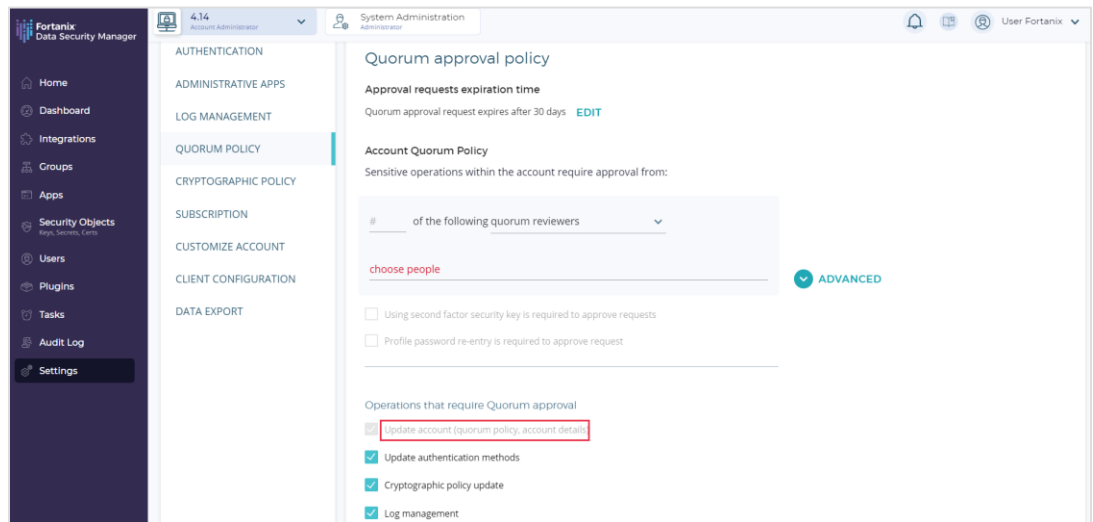 Fortanix
Data Security Manager
4.14
Account Administrator
System Administration
Administrator
User Fortanix
Home
Dashboard
Integrations
Groups
Apps
Security Objects
Keys, Secrets, Certs
Users
Plugins
Tasks
Audit Log
Settings
AUTHENTICATION
ADMINISTRATIVE APPS
LOG MANAGEMENT
QUORUM POLICY
CRYPTOGRAPHIC POLICY
SUBSCRIPTION
CUSTOMIZE ACCOUNT
CLIENT CONFIGURATION
DATA EXPORT
Quorum approval policy
Approval requests expiration time
Quorum approval request expires after 30 days EDIT
Account Quorum Policy
Sensitive operations within the account require approval from:
# of the following quorum reviewers
choose people
ADVANCED
Using second factor security key is required to approve requests
Profile password re-entry is required to approve request
Operations that require Quorum approval
Update account (quorum policy, account details)
Update authentication methods
Cryptographic policy update
Log management